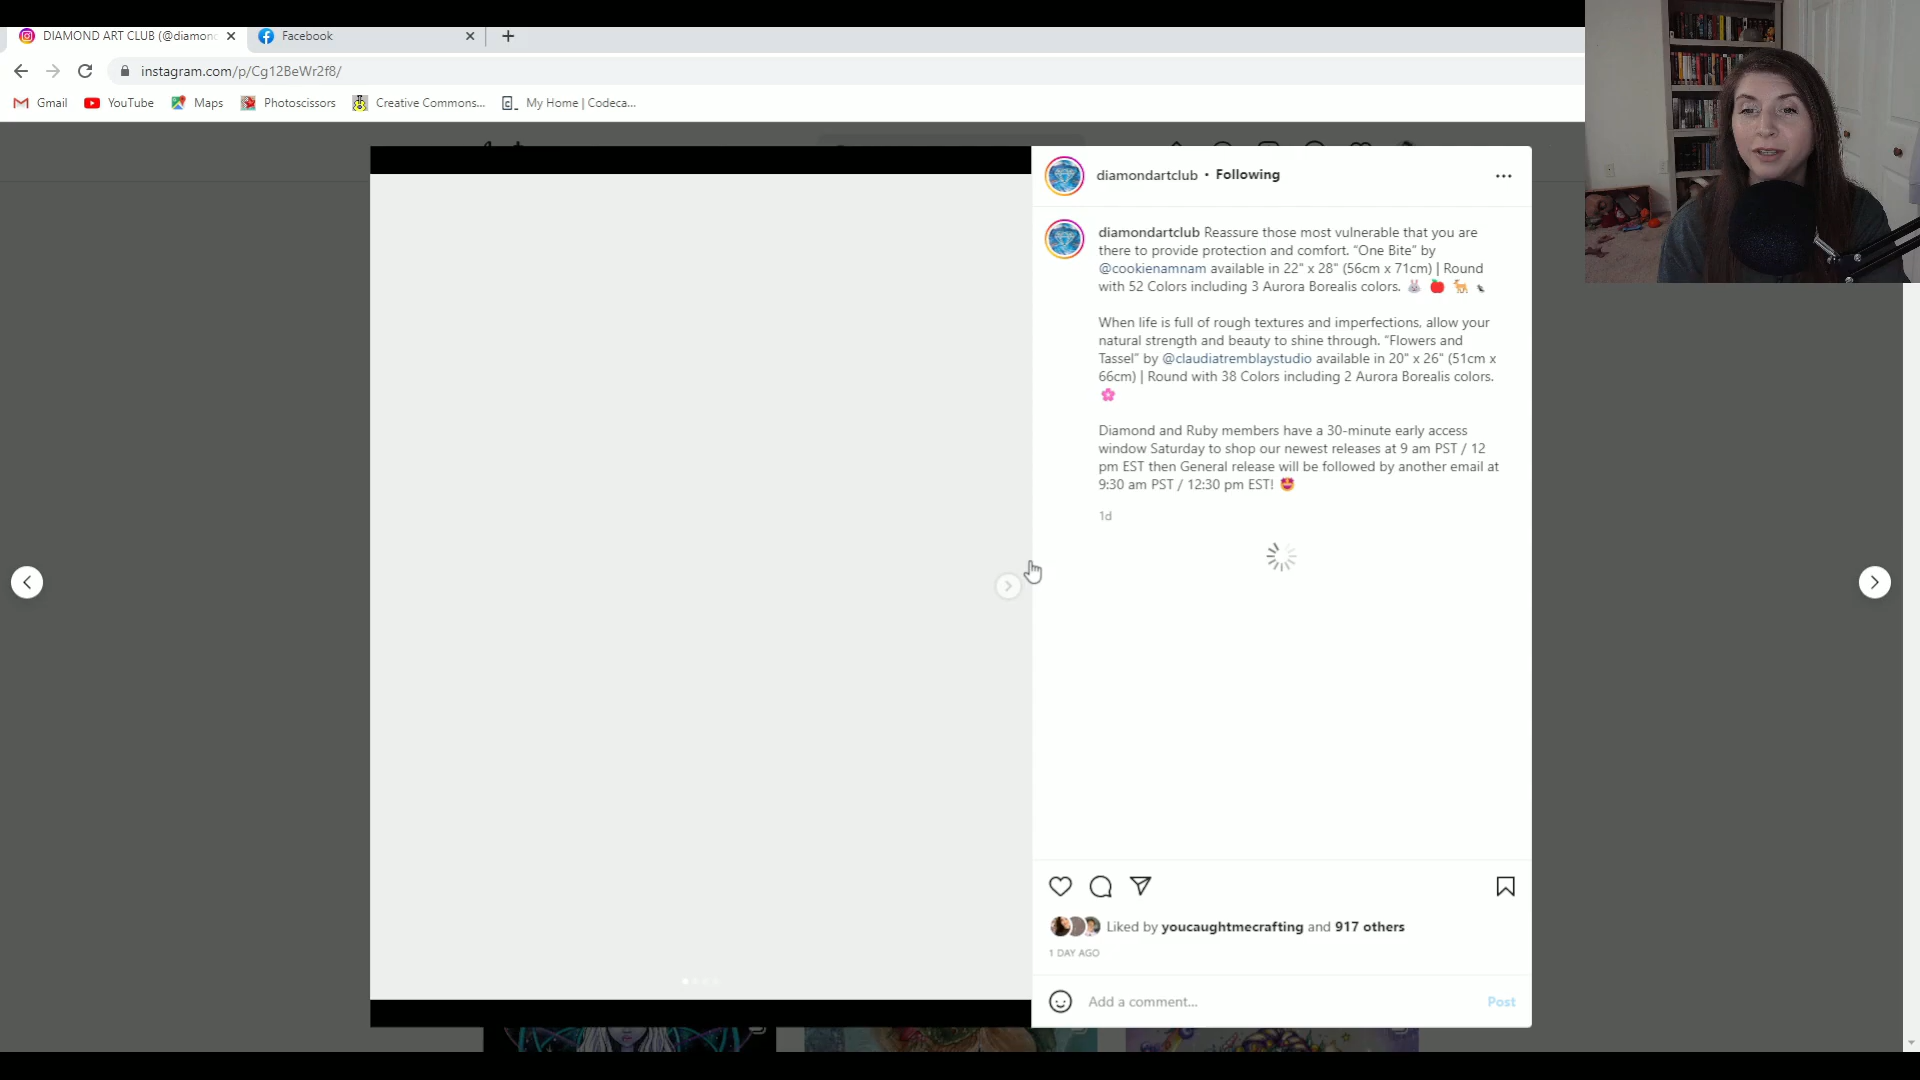 DIAMOND ART CLUB (@diamon
Facebook
instagram.com/p/Cg12BeWr2f8/
Gmail
YouTube
Maps
Photoscissors
Creative Commons...
My Home | Codeca...
diamondartclub • Following
diamondartclub Reassure those most vulnerable that you are
there to provide protection and comfort. "One Bite" by
@cookienamnam available in 22" x 28" (56cm x 71cm) | Round
with 52 Colors including 3 Aurora Borealis colors. 🐰 🍎 🐆 🐿
When life is full of rough textures and imperfections, allow your
natural strength and beauty to shine through. "Flowers and
Tassel" by @claudiatremblaystudio available in 20" x 26" (51cm x
66cm) | Round with 38 Colors including 2 Aurora Borealis colors.
🌸
Diamond and Ruby members have a 30-minute early access
window Saturday to shop our newest releases at 9 am PST / 12
pm EST then General release will be followed by another email at
9:30 am PST / 12:30 pm EST! 🤩
1d
Liked by youcaughtmecrafting and 917 others
1 DAY AGO
Add a comment...
Post